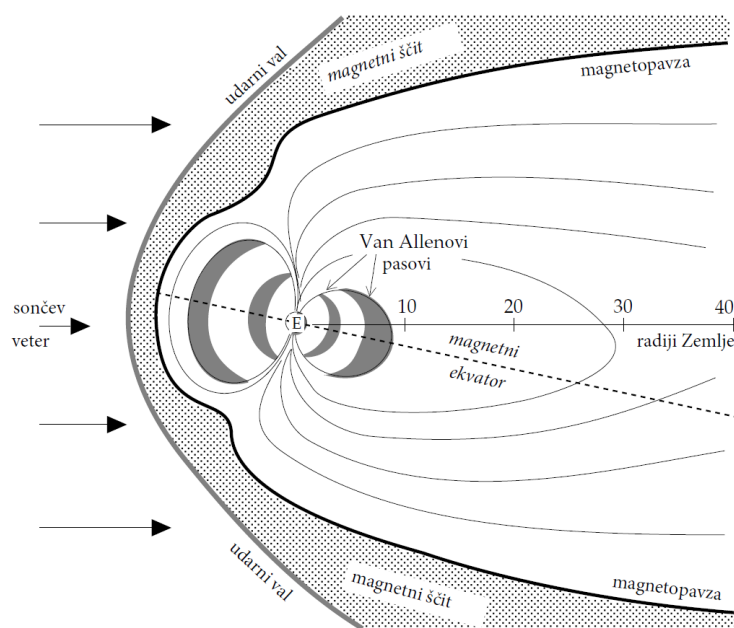 udarni val
magnetni ščit
magnetopavza
Van Allenovi
pasovi
sončev
veter
E
10
20
30
40
radiji Zemlje
magnetni
ekvator
udarni val
magnetni ščit
magnetopavza